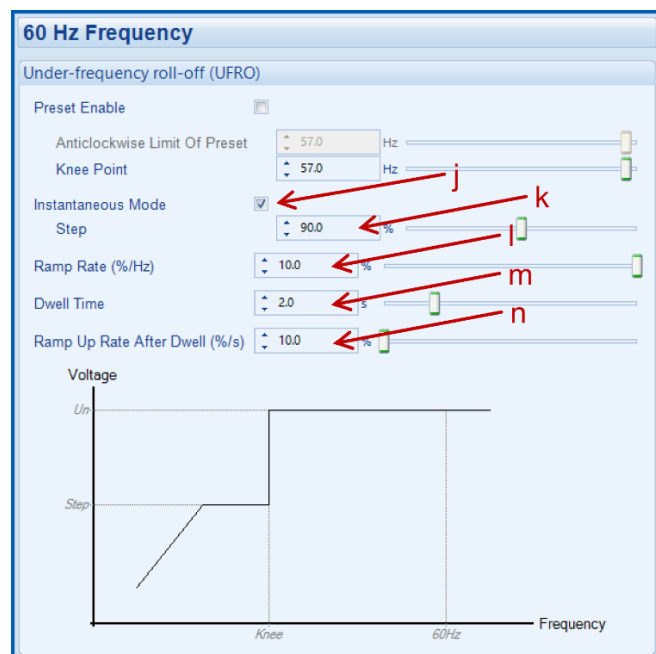 60 Hz Frequency
Under-frequency roll-off (UFRO)
Preset Enable
Anticlockwise Limit Of Preset 57.0 Hz
Knee Point 57.0 Hz
j
Instantaneous Mode
k
Step 90.0 %
l
Ramp Rate (%/Hz) 10.0 %
m
Dwell Time 2.0 s
n
Ramp Up Rate After Dwell (%/s) 10.0 %
Voltage
Un
Step
Frequency
Knee 60Hz